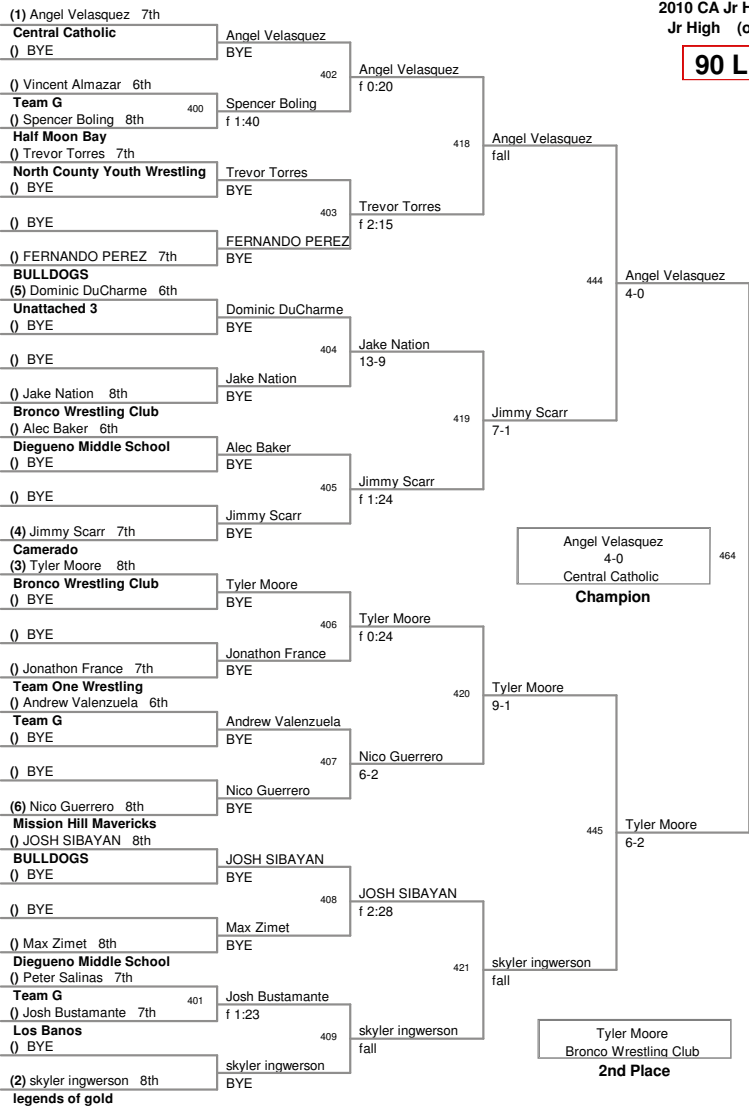 2010 CA Jr H
Jr High (o
90 L
(1) Angel Velasquez 7th
Central Catholic
() BYE
() Vincent Almazar 6th
Team G
() Spencer Boling 8th
Half Moon Bay
() Trevor Torres 7th
North County Youth Wrestling
() BYE
() BYE
() FERNANDO PEREZ 7th
BULLDOGS
(5) Dominic DuCharme 6th
Unattached 3
() BYE
() BYE
() Jake Nation 8th
Bronco Wrestling Club
() Alec Baker 6th
Diegueno Middle School
() BYE
() BYE
(4) Jimmy Scarr 7th
Camerado
(3) Tyler Moore 8th
Bronco Wrestling Club
() BYE
() BYE
() Jonathon France 7th
Team One Wrestling
() Andrew Valenzuela 6th
Team G
() BYE
() BYE
(6) Nico Guerrero 8th
Mission Hill Mavericks
() JOSH SIBAYAN 8th
BULLDOGS
() BYE
() BYE
() Max Zimet 8th
Diegueno Middle School
() Peter Salinas 7th
Team G
() Josh Bustamante 7th
Los Banos
() BYE
(2) skyler ingwerson 8th
legends of gold
400
401
Angel Velasquez
BYE
Spencer Boling
f 1:40
Trevor Torres
BYE
FERNANDO PEREZ
BYE
Dominic DuCharme
BYE
Jake Nation
BYE
Alec Baker
BYE
Jimmy Scarr
BYE
Tyler Moore
BYE
Jonathon France
BYE
Andrew Valenzuela
BYE
Nico Guerrero
BYE
JOSH SIBAYAN
BYE
Max Zimet
BYE
Josh Bustamante
f 1:23
skyler ingwerson
BYE
402
403
404
405
406
407
408
409
Angel Velasquez
f 0:20
Trevor Torres
f 2:15
Jake Nation
13-9
Jimmy Scarr
f 1:24
Tyler Moore
f 0:24
Nico Guerrero
6-2
JOSH SIBAYAN
f 2:28
skyler ingwerson
fall
418
419
420
421
Angel Velasquez
fall
Jimmy Scarr
7-1
Tyler Moore
9-1
skyler ingwerson
fall
444
445
Angel Velasquez
4-0
Tyler Moore
6-2
Angel Velasquez
4-0
Central Catholic
464
Champion
Tyler Moore
Bronco Wrestling Club
2nd Place